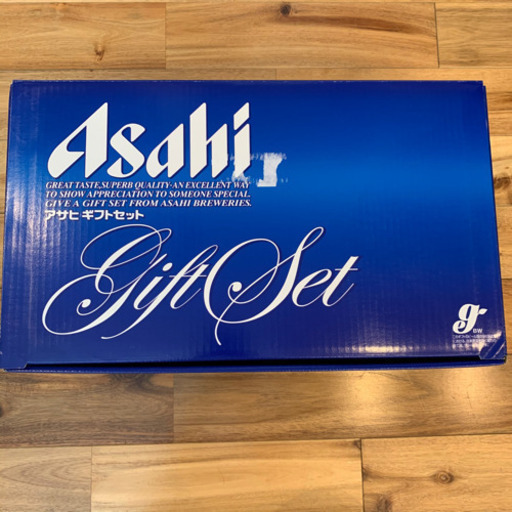 Asahi
GREAT TASTE,SUPERB QUALITY-AN EXCELLENT WAY
TO SHOW APPRECIATION TO SOMEONE SPECIAL.
GIVE A GIFT SET FROM ASAHI BREWERIES.
アサヒ ギフトセット
Gift Set
g
BW